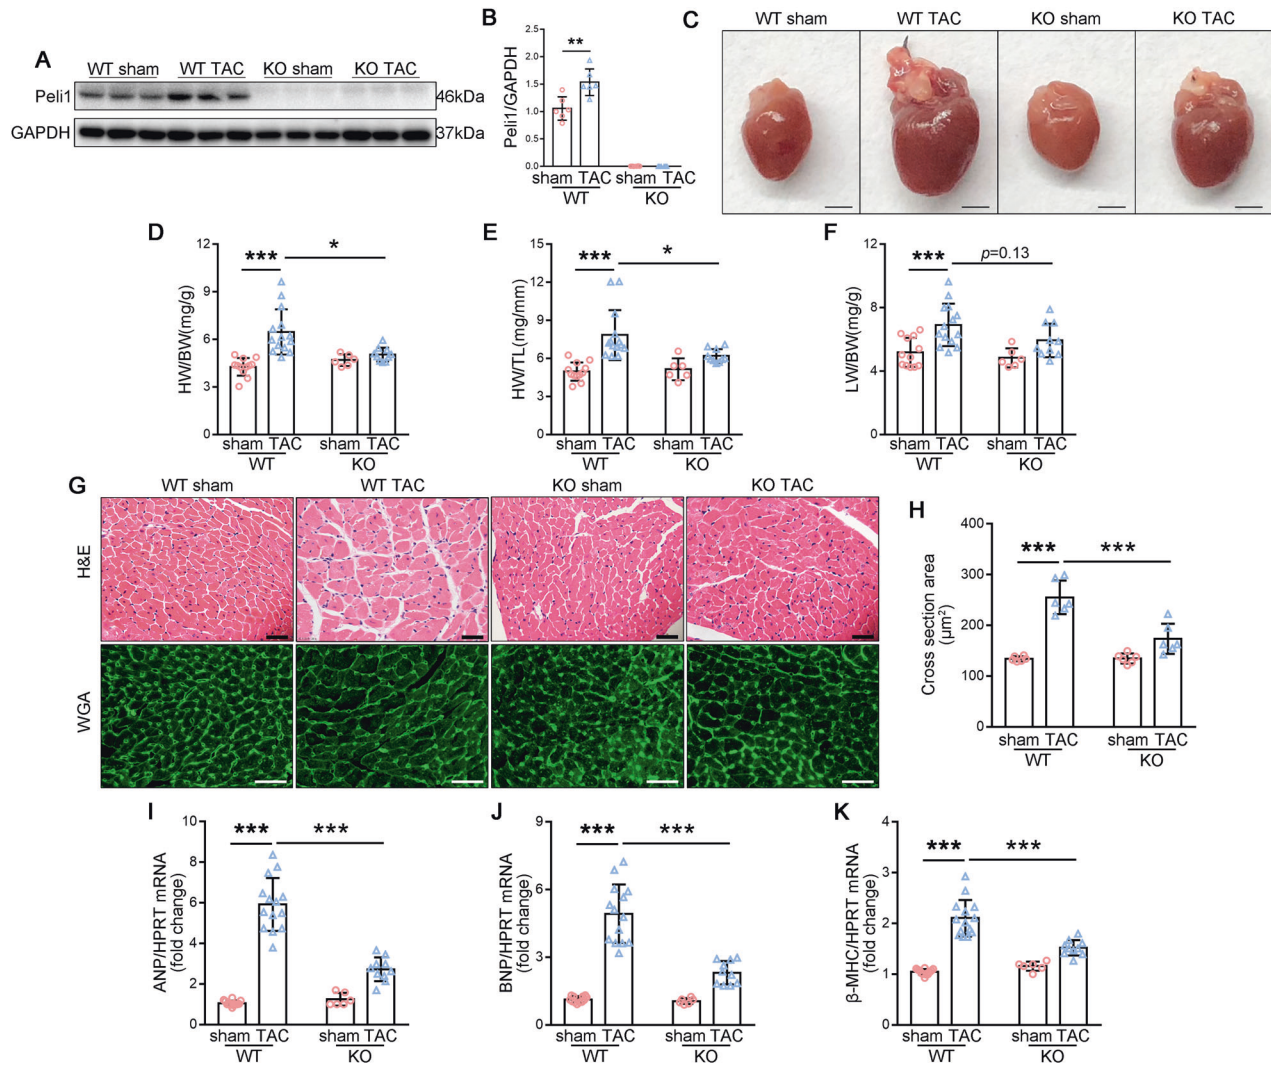 A
WT sham WT TAC KO sham KO TAC
Peli1 46kDa
GAPDH 37kDa
B
Peli1/GAPDH
2.5
2.0
1.5
1.0
0.5
0.0
**
sham TAC sham TAC
WT KO
C
WT sham WT TAC KO sham KO TAC
D
HW/BW(mg/g)
12
9
6
3
0
*** *
sham TAC sham TAC
WT KO
E
HW/TL(mg/mm)
15
12
9
6
3
0
*** *
sham TAC sham TAC
WT KO
F
LW/BW(mg/g)
12
8
4
0
*** p=0.13
sham TAC sham TAC
WT KO
G
WT sham WT TAC KO sham KO TAC
H&E
WGA
H
Cross section area
(μm²)
400
300
200
100
0
*** ***
sham TAC sham TAC
WT KO
I
ANP/HPRT mRNA
(fold change)
10
8
6
4
2
0
*** ***
sham TAC sham TAC
WT KO
J
BNP/HPRT mRNA
(fold change)
9
6
3
0
*** ***
sham TAC sham TAC
WT KO
K
β-MHC/HPRT mRNA
(fold change)
4
3
2
1
0
*** ***
sham TAC sham TAC
WT KO